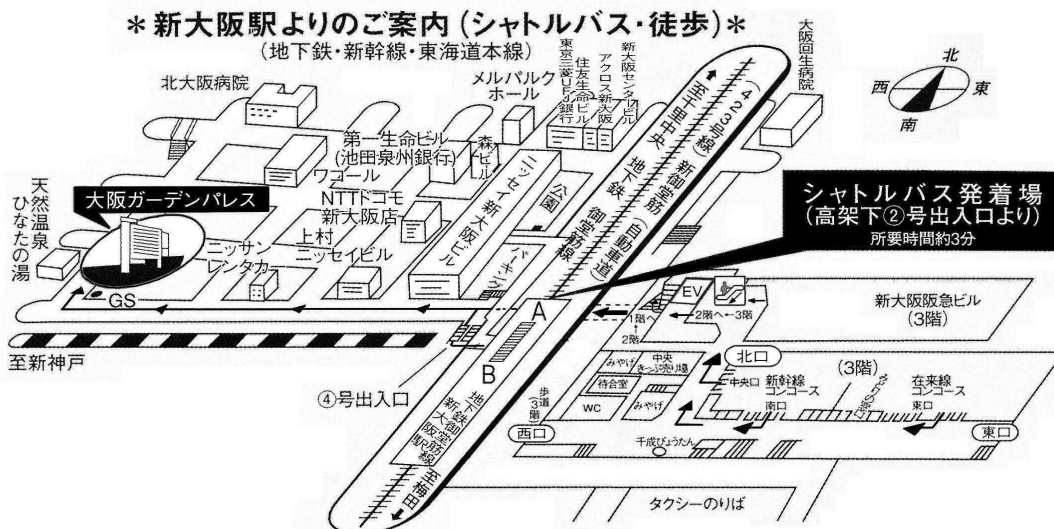 ＊新大阪駅よりのご案内(シャトルバス・徒歩)＊
(地下鉄・新幹線・東海道本線)
北大阪病院
メルパルク
ホール
東京三菱UFJ銀行
住友生命ビル
アクロス新大阪
新大阪センタービル
大阪回生病院
北
西
東
南
第一生命ビル
(池田泉州銀行)
森ビル
ワコール
NTTドコモ
新大阪店
ニッセイ新大阪ビル
公園
パーキング
至千里中央
(423号線)
新御堂筋(自動車道)
地下鉄 御堂筋線
天然温泉
ひなたの湯
大阪ガーデンパレス
上村
ニッセイビル
ニッサン
レンタカー
GS
シャトルバス発着場
(高架下②号出入口より)
所要時間約3分
至新神戸
④号出入口
A
B
地下鉄御堂筋線
新大阪駅
至梅田
EV
1階へ
↑
2階
2階へ←3階
新大阪阪急ビル
(3階)
北口
みやげ
中央
きっぷ売り場
待合室
WC
みやげ
歩道(3階)
中央口
新幹線
コンコース
南口
(3階)
みどりの窓口
在来線
コンコース
東口
西口
東口
千成びょうたん
タクシーのりば